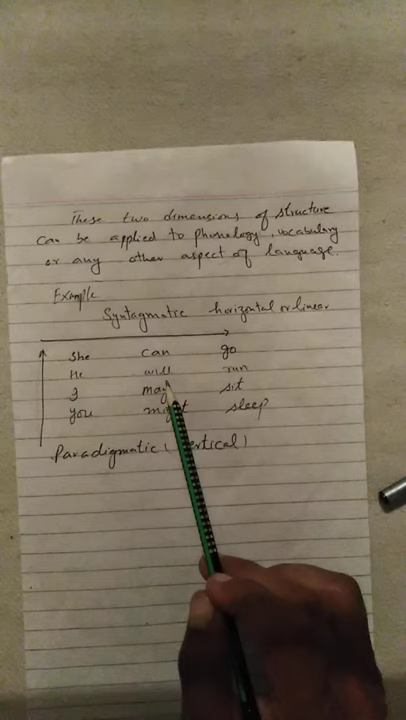 These two dimensions of structure
can be applied to phonology, vocabulary
or any other aspect of language.
Example
Syntagmatic horizontal or linear
She can go
He will run
I may sit
you might sleep
Paradigmatic (vertical)